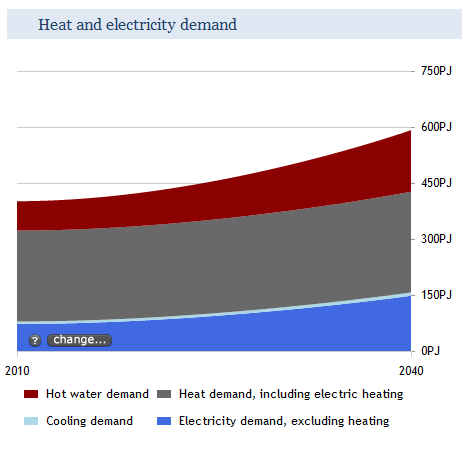 Heat and electricity demand
750PJ
600PJ
450PJ
300PJ
150PJ
0PJ
? change...
2010 2040
Hot water demand Heat demand, including electric heating
Cooling demand Electricity demand, excluding heating